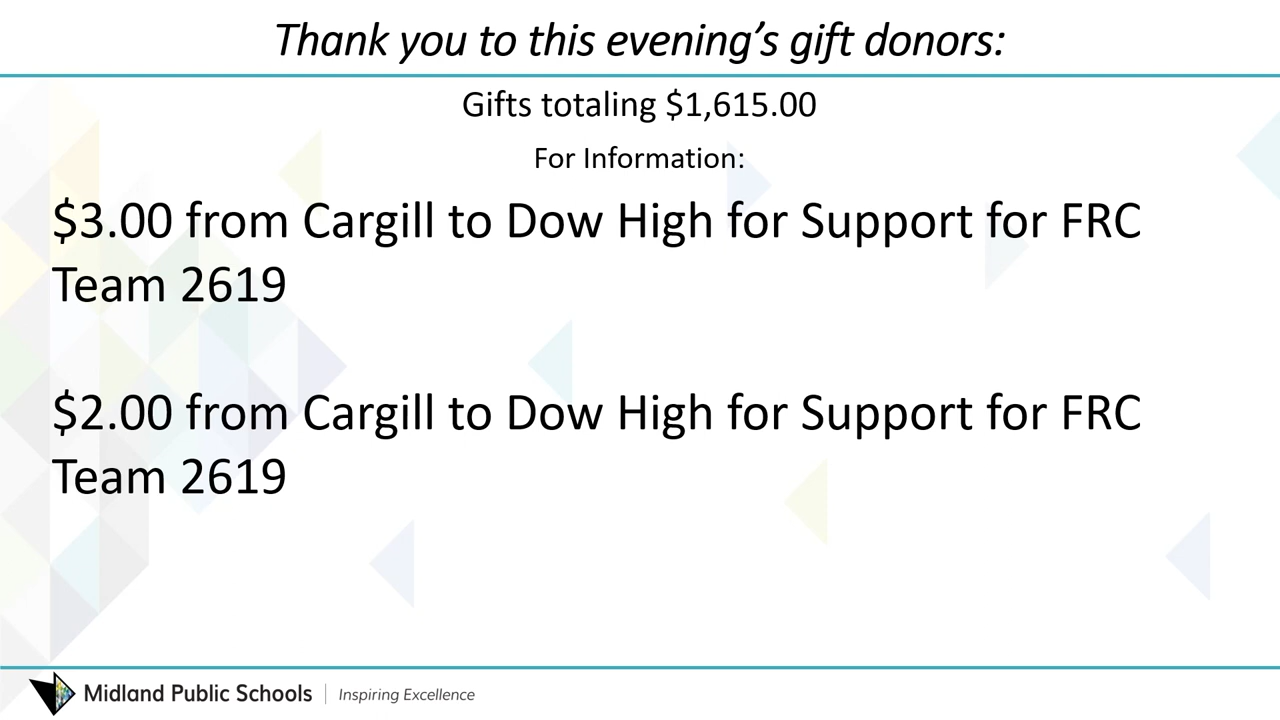 Thank you to this evening’s gift donors:
Gifts totaling $1,615.00
For Information:
$3.00 from Cargill to Dow High for Support for FRC
Team 2619
$2.00 from Cargill to Dow High for Support for FRC
Team 2619
Midland Public Schools | Inspiring Excellence